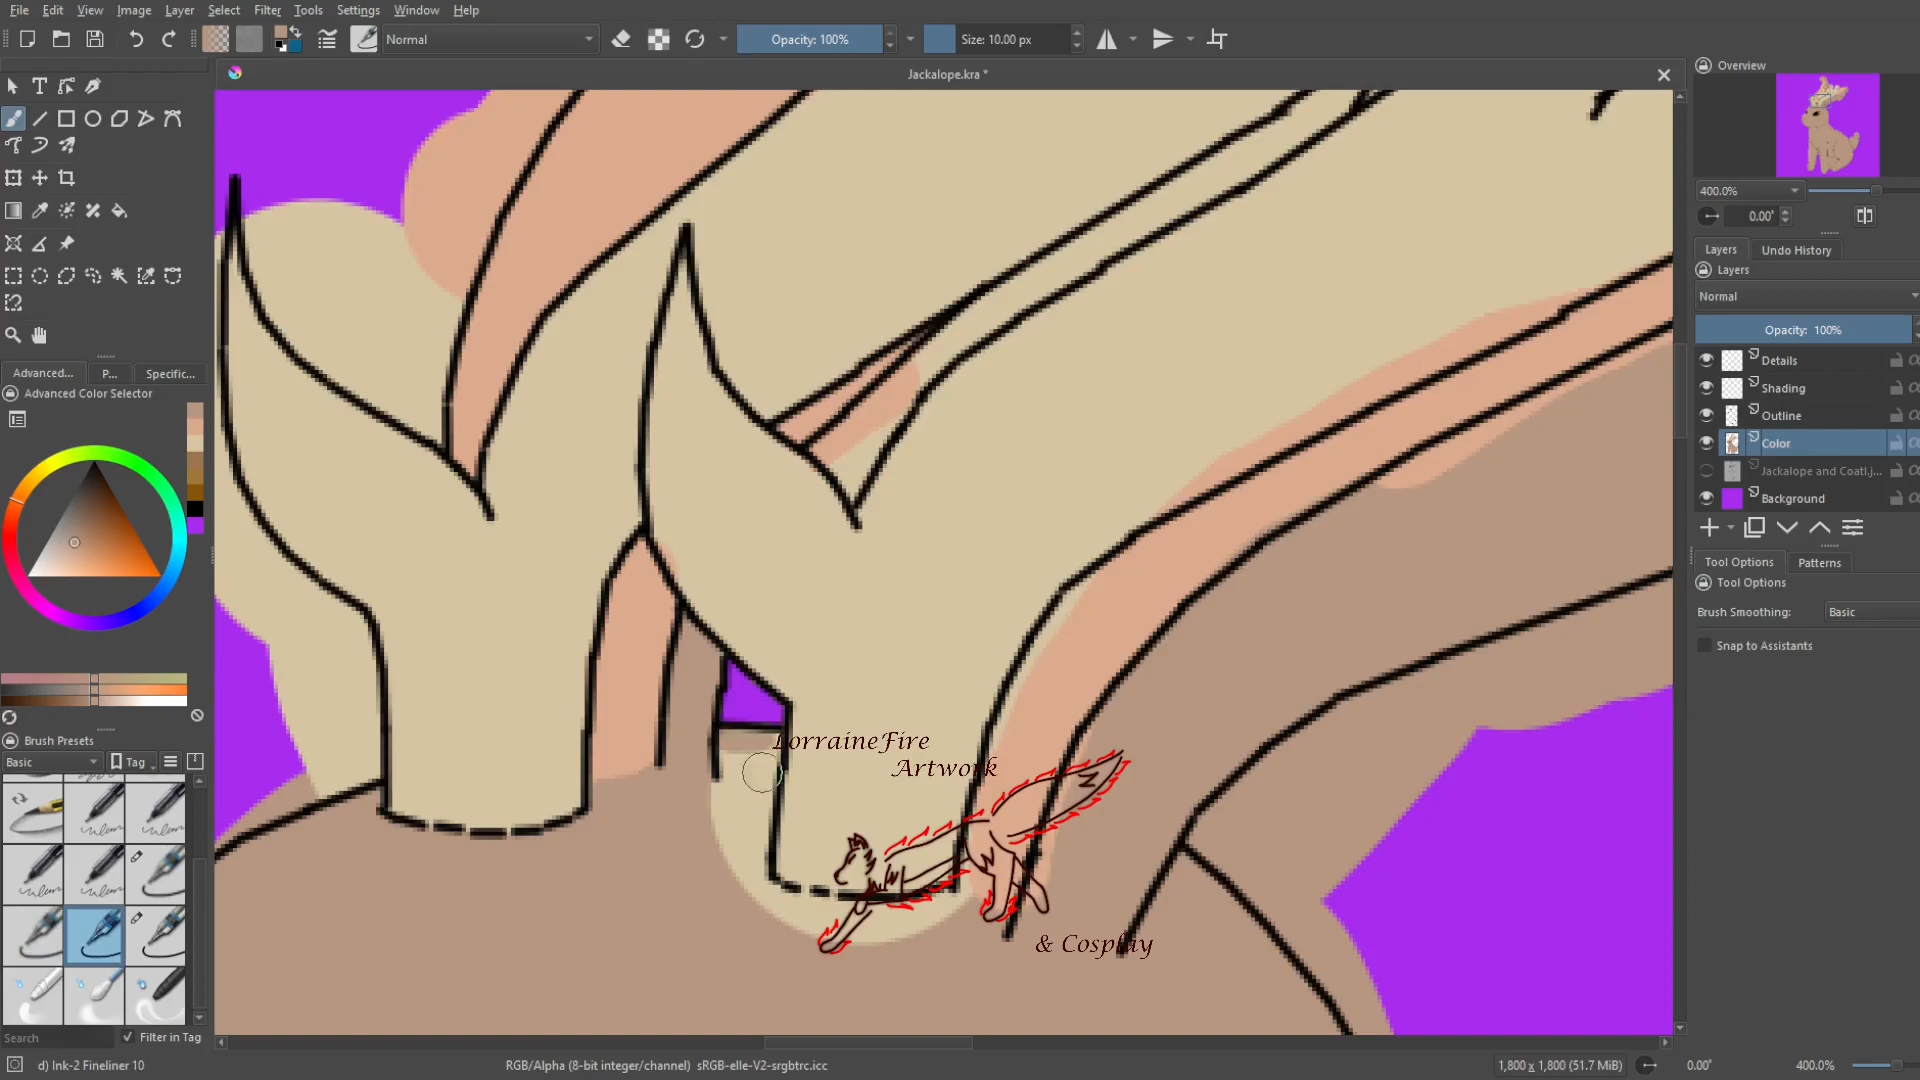 File Edit View Image Layer Select Filter Tools Settings Window Help
Normal
Opacity: 100%
Size: 10.00 px
Jackalope.kra *
Overview
400.0%
0.00°
Layers Undo History
Layers
Normal
Opacity: 100%
Details
Shading
Outline
Color
Jackalope and Coatl.j...
Background
Tool Options Patterns
Tool Options
Brush Smoothing: Basic
Snap to Assistants
Advanced... P... Specific...
Advanced Color Selector
Brush Presets
Basic
Tag
Search
Filter in Tag
LorraineFire
Artwork
& Cosplay
d) Ink-2 Fineliner 10
RGB/Alpha (8-bit integer/channel) sRGB-elle-V2-srgbtrc.icc
1,800 x 1,800 (51.7 MiB)
0.00°
400.0%